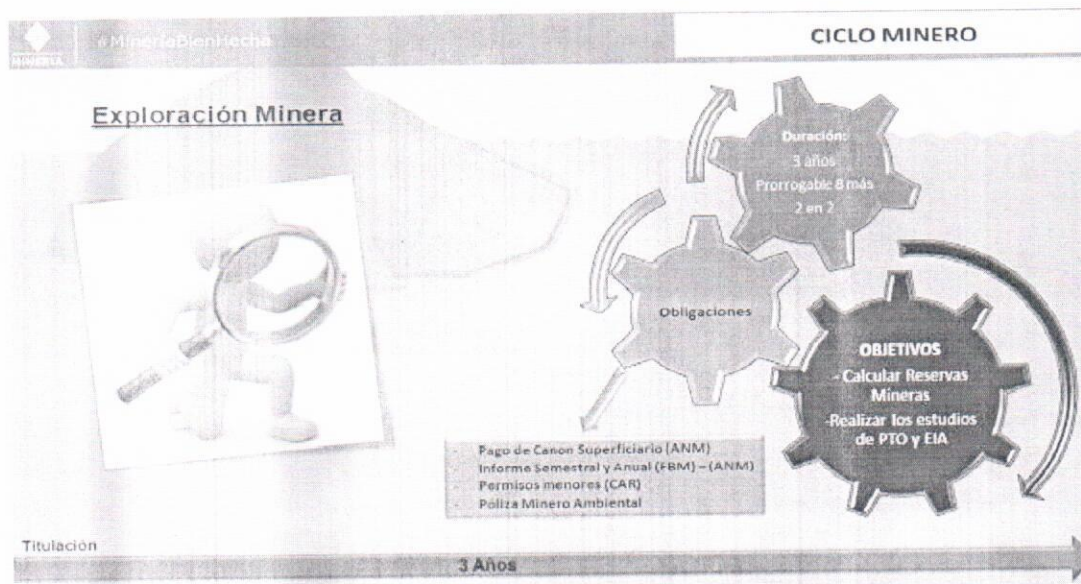 MINERÍA
#MineríaBienHecha
CICLO MINERO
Exploración Minera
Duración:
3 años
Prorrogable 8 más
2 en 2
Obligaciones
OBJETIVOS
- Calcular Reservas
Mineras
-Realizar los estudios
de PTO y EIA
- Pago de Canon Superficiario (ANM)
- Informe Semestral y Anual (FBM) – (ANM)
- Permisos menores (CAR)
- Póliza Minero Ambiental
Titulación
3 Años